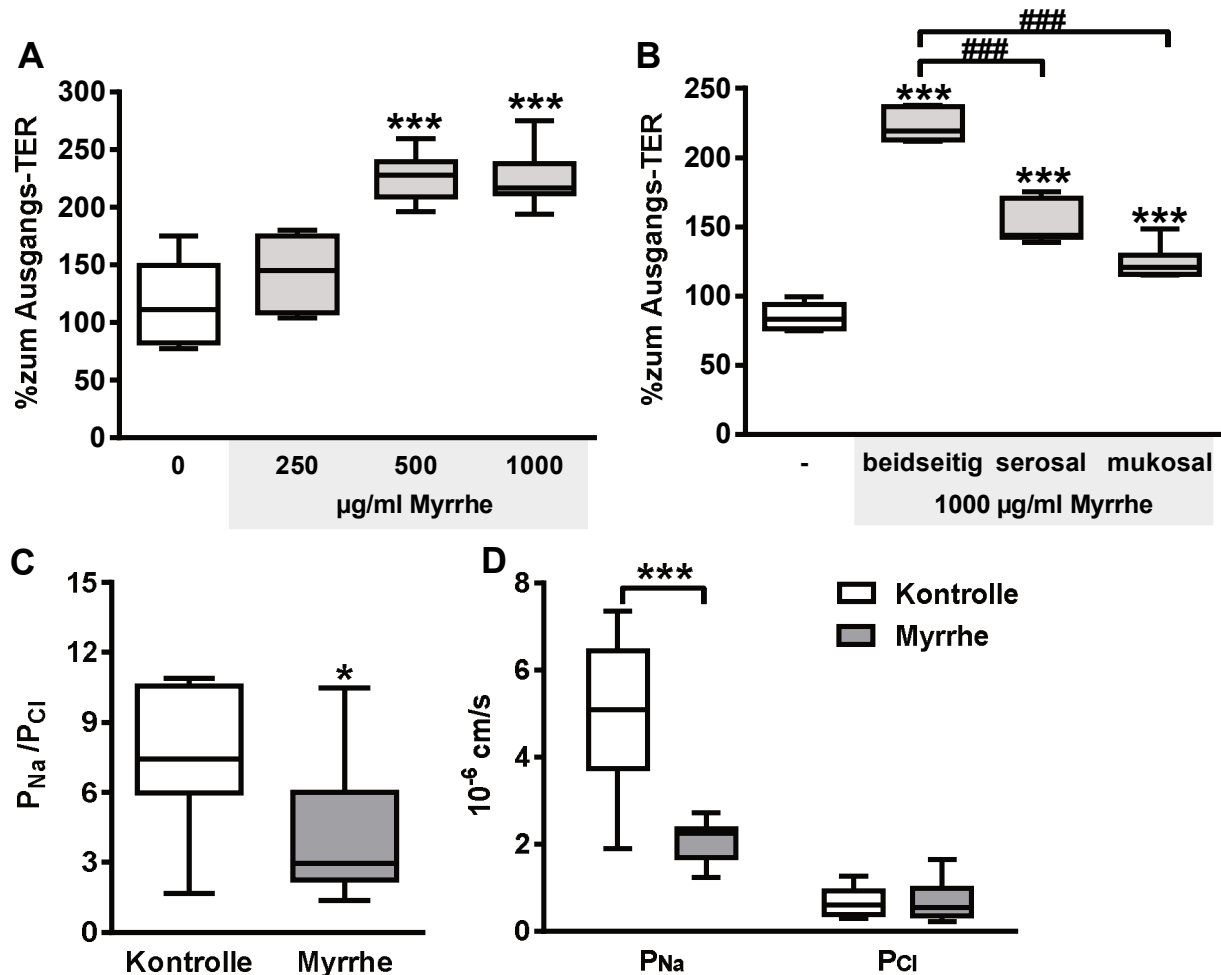 A
%zum Ausgangs-TER
300
250
200
150
100
50
0
***
***
0 250 500 1000
µg/ml Myrrhe
B
%zum Ausgangs-TER
250
200
150
100
50
0
###
###
***
***
***
- beidseitig serosal mukosal
1000 µg/ml Myrrhe
C
PNa /PCl
15
12
9
6
3
0
*
Kontrolle Myrrhe
D
10-6 cm/s
8
6
4
2
0
***
Kontrolle
Myrrhe
PNa PCl